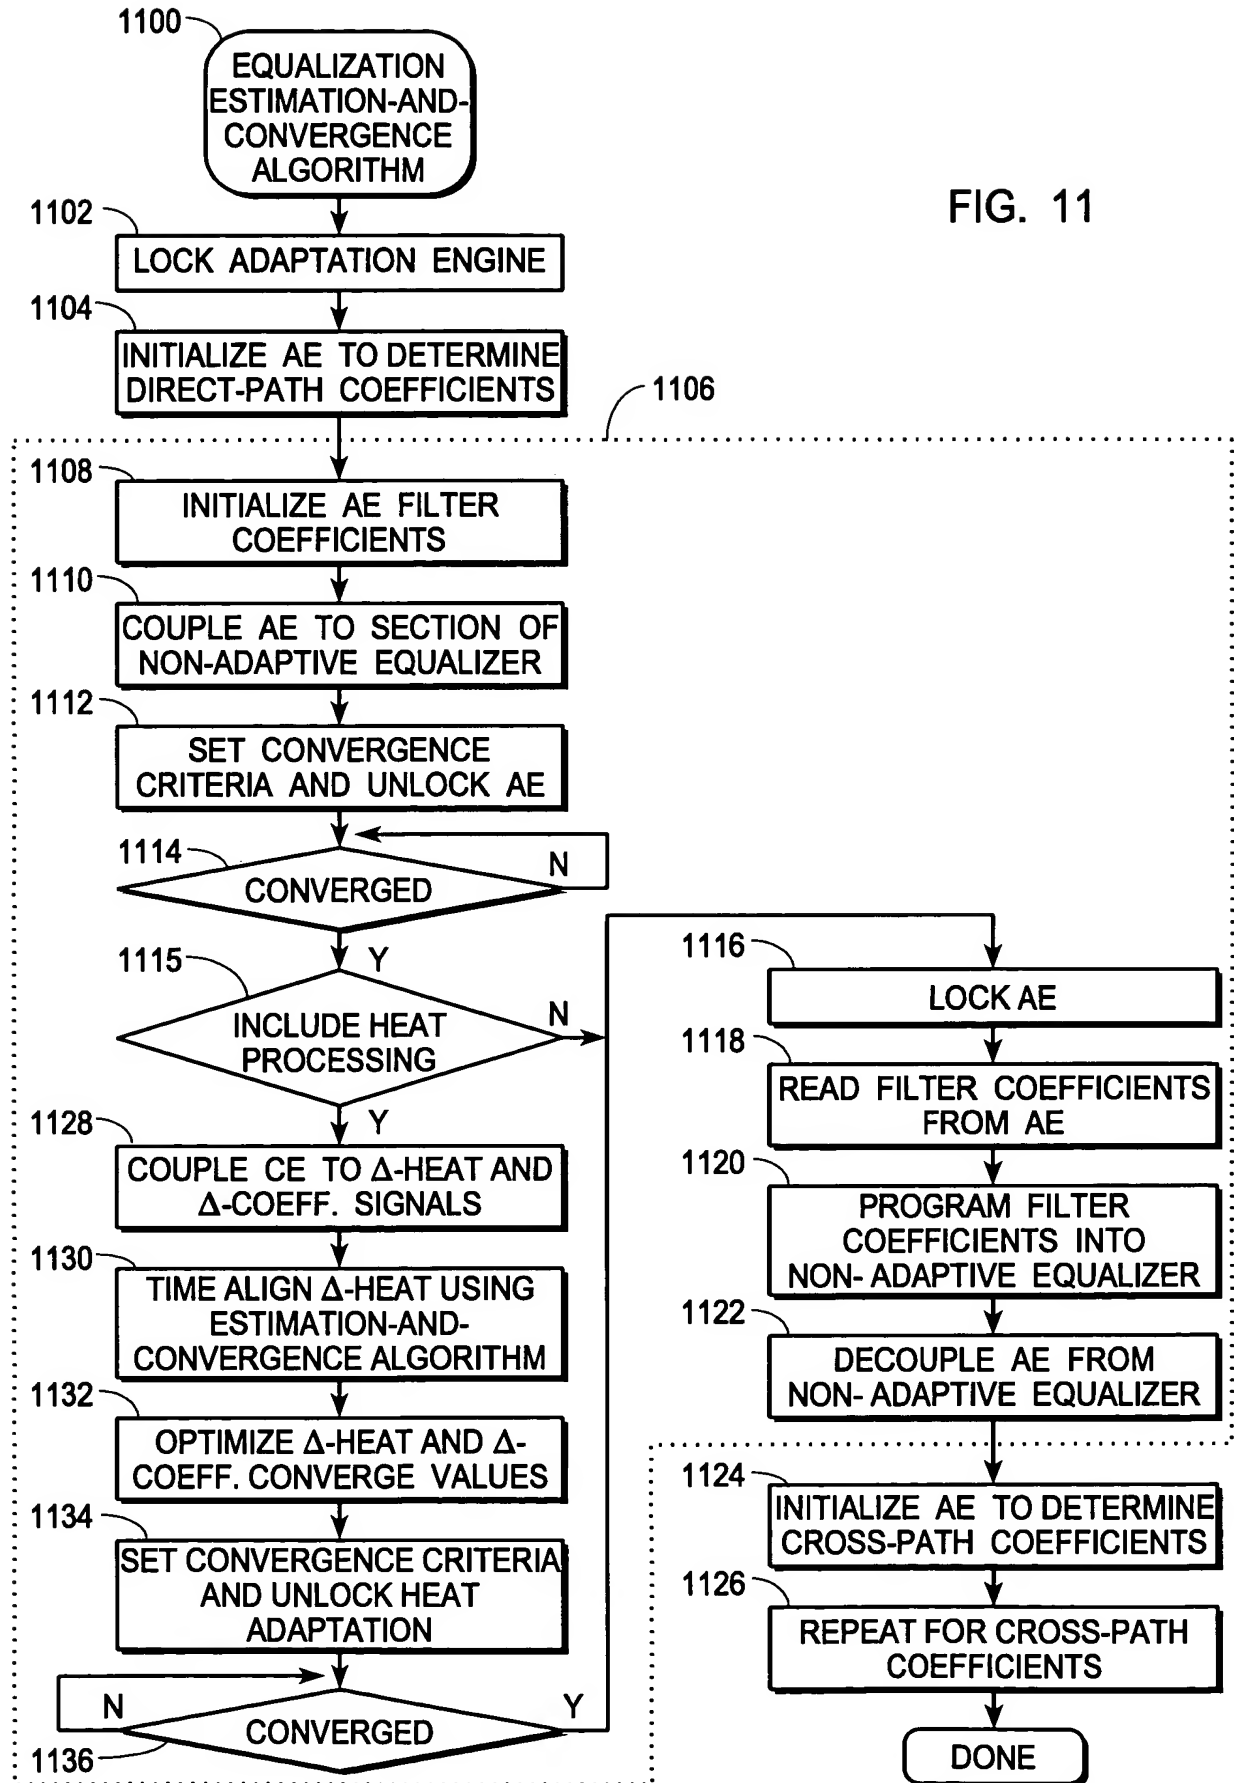 1100
EQUALIZATION
ESTIMATION-AND-
CONVERGENCE
ALGORITHM
FIG. 11
1102
LOCK ADAPTATION ENGINE
1104
INITIALIZE AE TO DETERMINE
DIRECT-PATH COEFFICIENTS
1106
1108
INITIALIZE AE FILTER
COEFFICIENTS
1110
COUPLE AE TO SECTION OF
NON-ADAPTIVE EQUALIZER
1112
SET CONVERGENCE
CRITERIA AND UNLOCK AE
1114
CONVERGED
N
Y
1115
INCLUDE HEAT
PROCESSING
N
Y
1128
COUPLE CE TO Δ-HEAT AND
Δ-COEFF. SIGNALS
1130
TIME ALIGN Δ-HEAT USING
ESTIMATION-AND-
CONVERGENCE ALGORITHM
1132
OPTIMIZE Δ-HEAT AND Δ-
COEFF. CONVERGE VALUES
1134
SET CONVERGENCE CRITERIA
AND UNLOCK HEAT
ADAPTATION
N
CONVERGED
Y
1136
1116
LOCK AE
1118
READ FILTER COEFFICIENTS
FROM AE
1120
PROGRAM FILTER
COEFFICIENTS INTO
NON- ADAPTIVE EQUALIZER
1122
DECOUPLE AE FROM
NON- ADAPTIVE EQUALIZER
1124
INITIALIZE AE TO DETERMINE
CROSS-PATH COEFFICIENTS
1126
REPEAT FOR CROSS-PATH
COEFFICIENTS
DONE